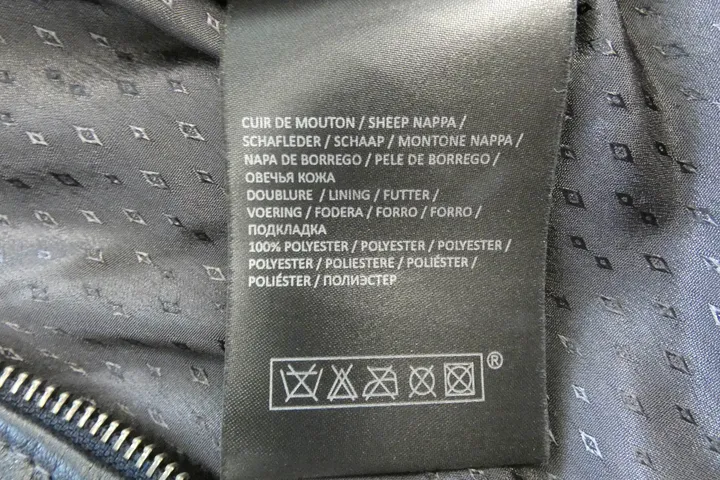 CUIR DE MOUTON / SHEEP NAPPA /
SCHAFLEDER / SCHAAP / MONTONE NAPPA /
NAPA DE BORREGO / PELE DE BORREGO /
ОВЕЧЬЯ КОЖА
DOUBLURE / LINING / FUTTER /
VOERING / FODERA / FORRO / FORRO /
ПОДКЛАДКА
100% POLYESTER / POLYESTER / POLYESTER /
POLYESTER / POLIESTERE / POLIÉSTER /
POLIÉSTER / ПОЛИЭСТЕР
®